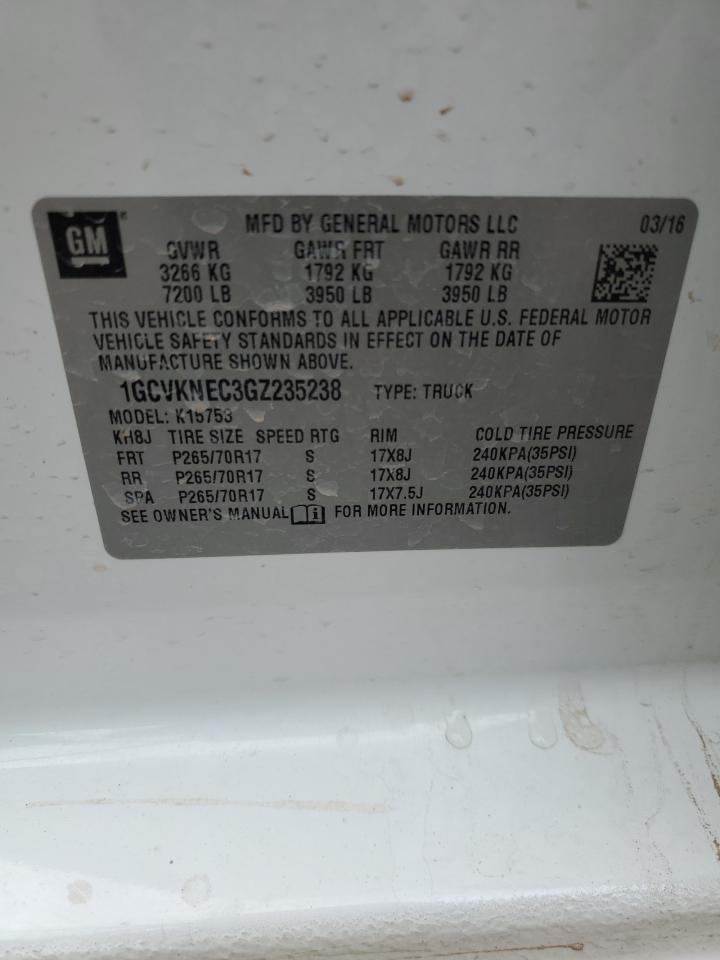 GM MFD BY GENERAL MOTORS LLC 03/16
GVWR GAWR FRT GAWR RR
3266 KG 1792 KG 1792 KG
7200 LB 3950 LB 3950 LB
THIS VEHICLE CONFORMS TO ALL APPLICABLE U.S. FEDERAL MOTOR
VEHICLE SAFETY STANDARDS IN EFFECT ON THE DATE OF
MANUFACTURE SHOWN ABOVE.
1GCVKNEC3GZ235238 TYPE: TRUCK
MODEL: K15753
KH8J TIRE SIZE SPEED RTG RIM COLD TIRE PRESSURE
FRT P265/70R17 S 17X8J 240KPA(35PSI)
RR P265/70R17 S 17X8J 240KPA(35PSI)
SPA P265/70R17 S 17X7.5J 240KPA(35PSI)
SEE OWNER'S MANUAL i FOR MORE INFORMATION.